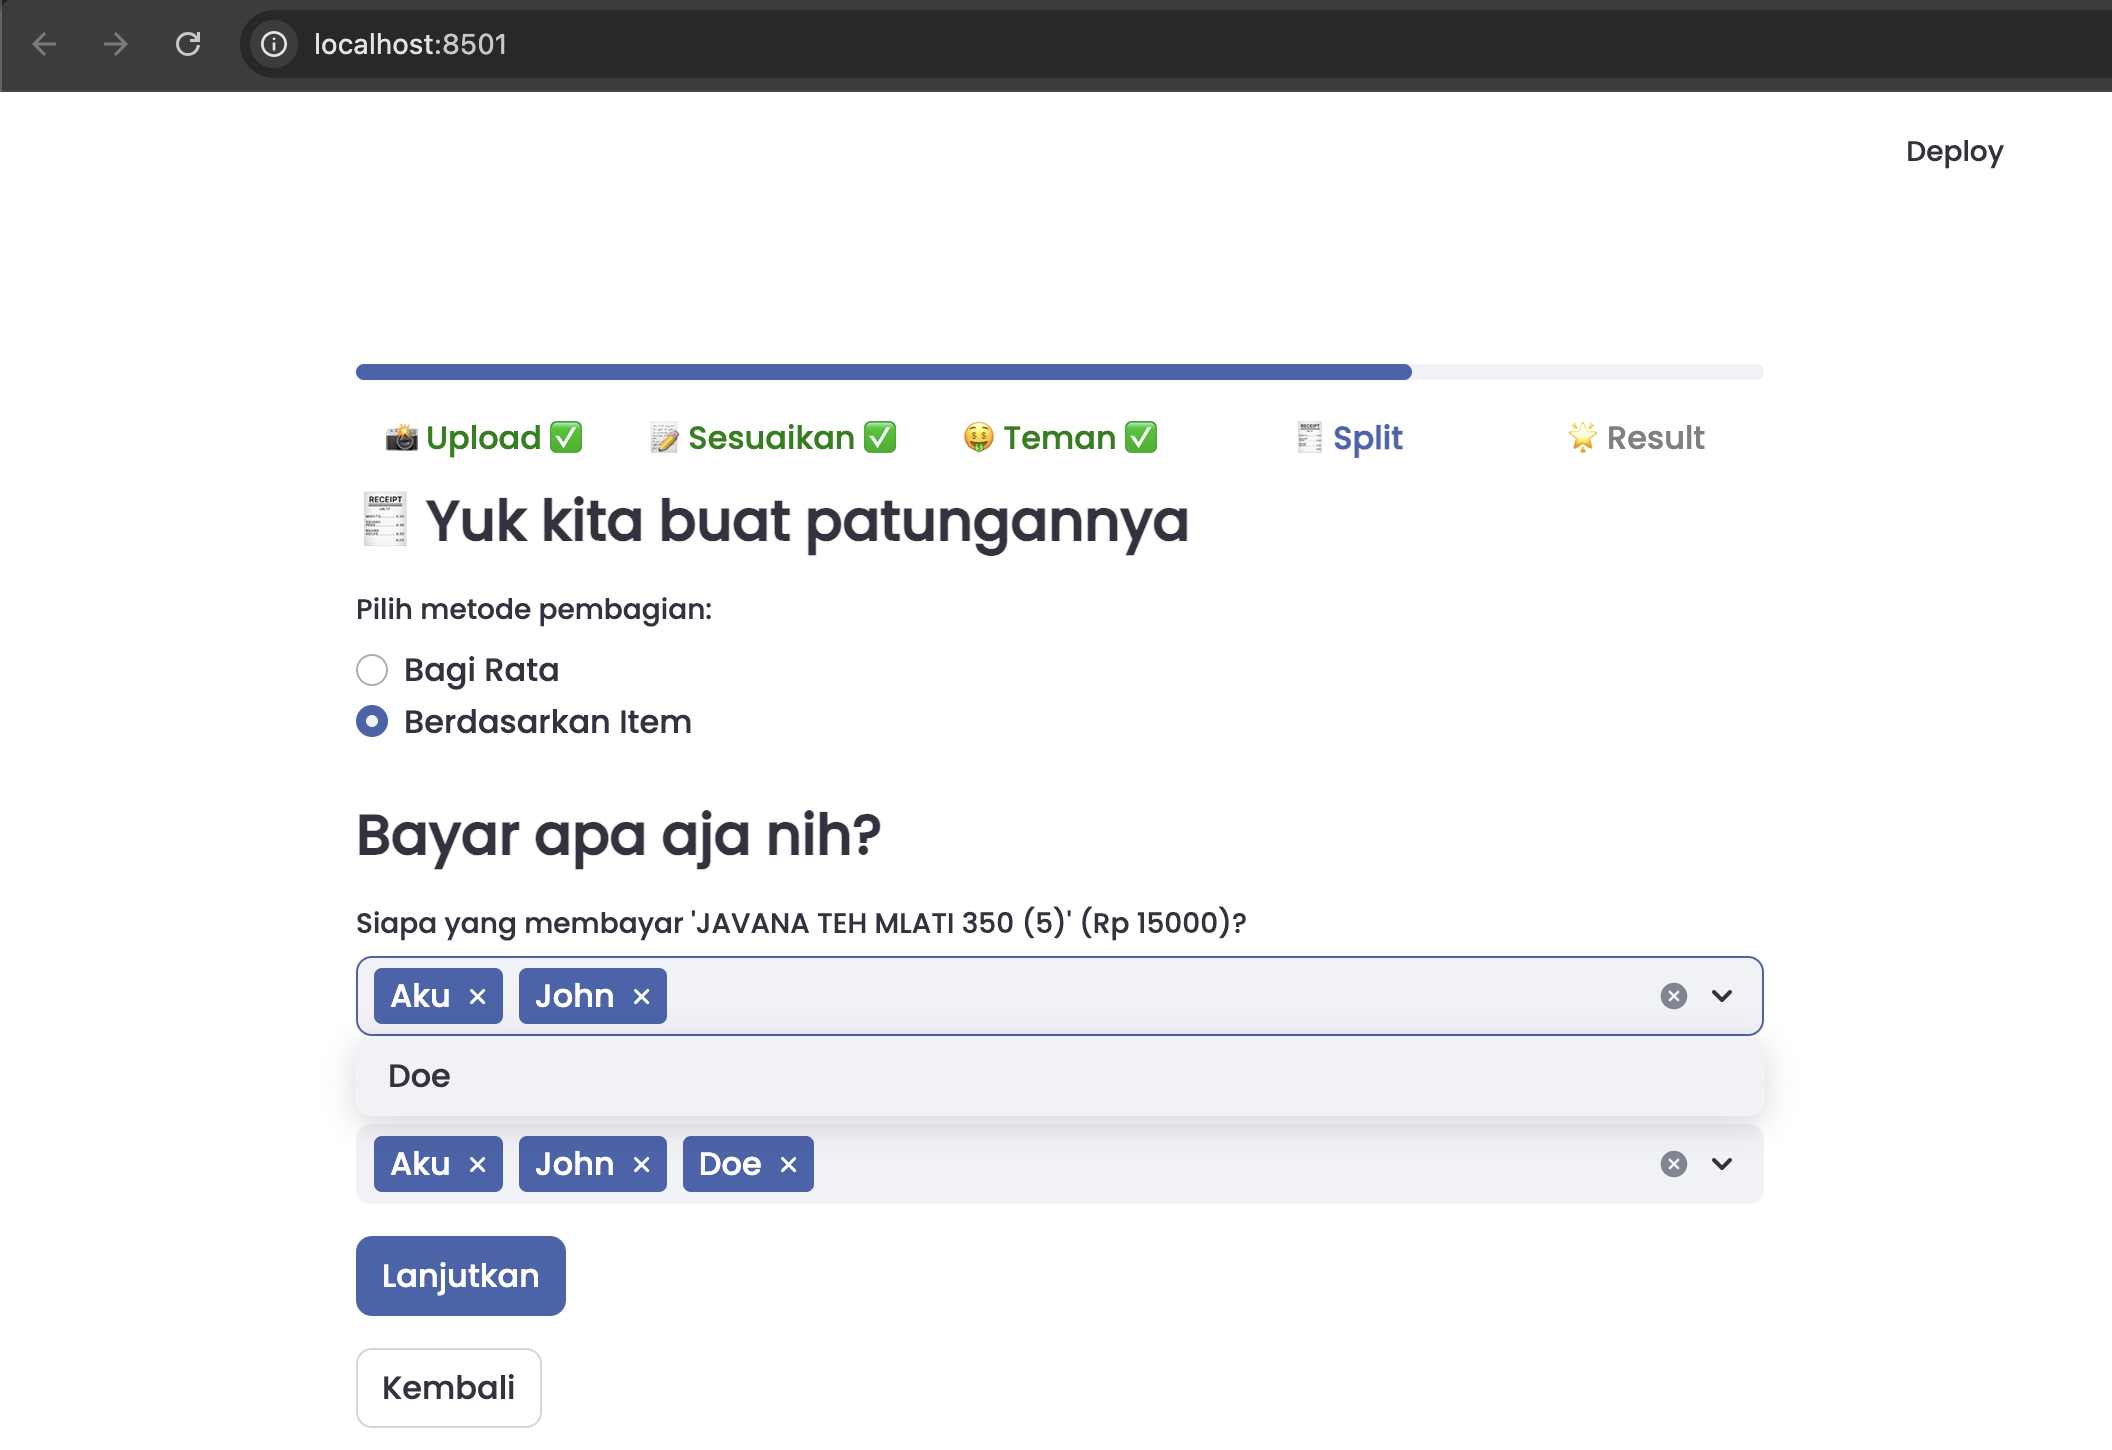 localhost:8501
Deploy
Upload ✅ Sesuaikan ✅ Teman ✅ Split Result
Yuk kita buat patungannya
Pilih metode pembagian:
Bagi Rata
Berdasarkan Item
Bayar apa aja nih?
Siapa yang membayar 'JAVANA TEH MLATI 350 (5)' (Rp 15000)?
Aku × John ×
Doe
Aku × John × Doe ×
Lanjutkan
Kembali